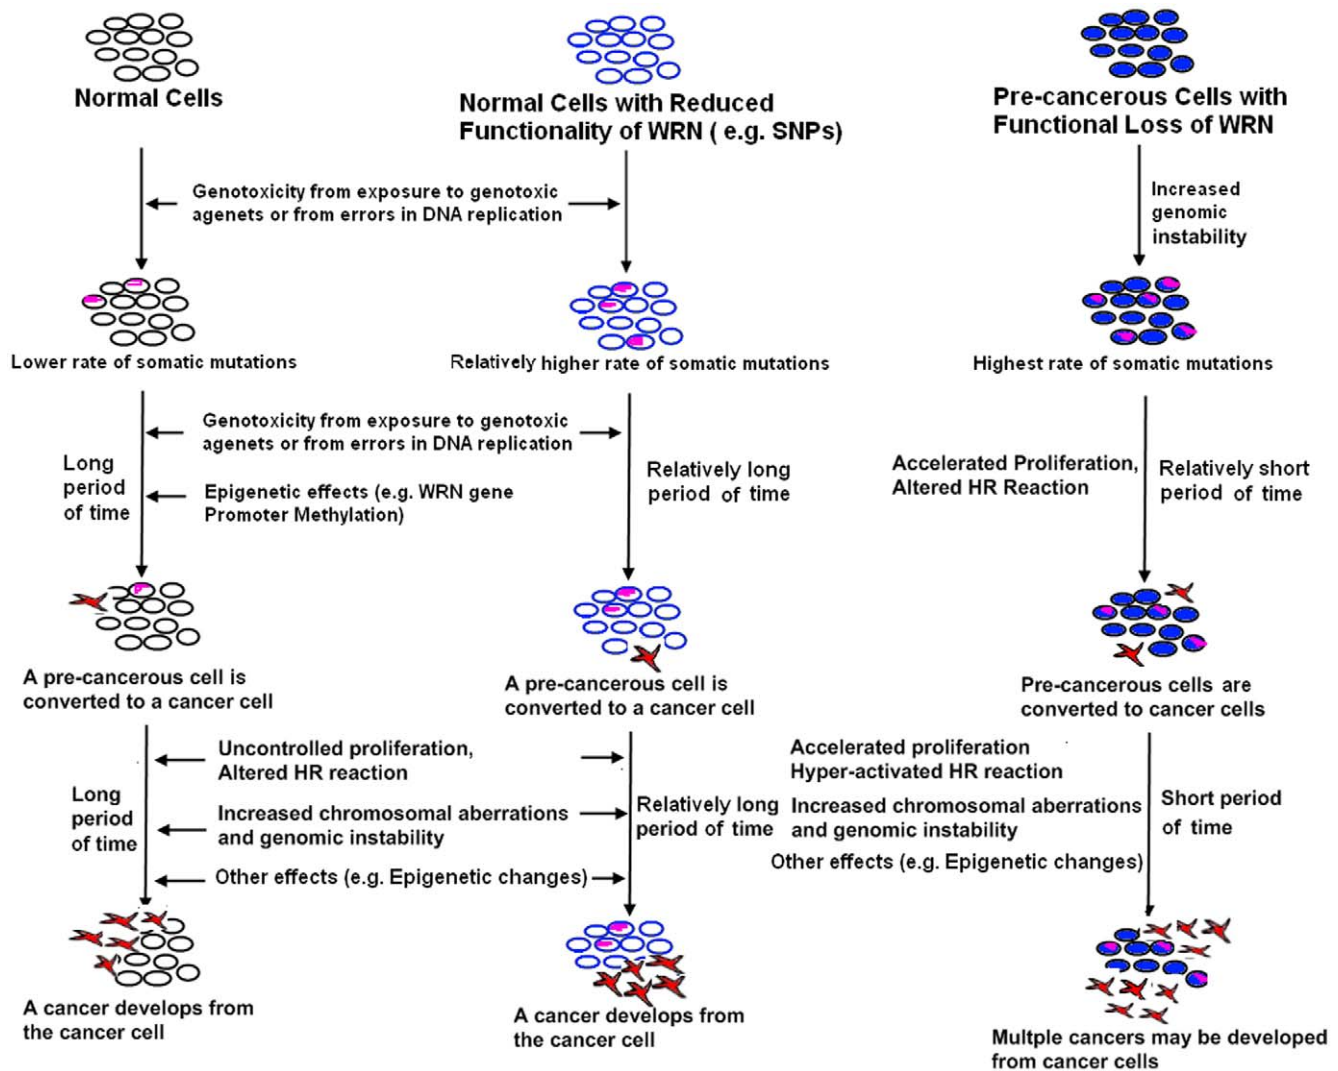 Normal Cells
Normal Cells with Reduced
Functionality of WRN ( e.g. SNPs)
Pre-cancerous Cells with
Functional Loss of WRN
Genotoxicity from exposure to genotoxic
agenets or from errors in DNA replication
Increased
genomic
instability
Lower rate of somatic mutations
Relatively higher rate of somatic mutations
Highest rate of somatic mutations
Genotoxicity from exposure to genotoxic
agenets or from errors in DNA replication
Long
period
of time
Epigenetic effects (e.g. WRN gene
Promoter Methylation)
Relatively long
period of time
Accelerated Proliferation,
Altered HR Reaction
Relatively short
period of time
A pre-cancerous cell is
converted to a cancer cell
A pre-cancerous cell is
converted to a cancer cell
Pre-cancerous cells are
converted to cancer cells
Uncontrolled proliferation,
Altered HR reaction
Accelerated proliferation
Hyper-activated HR reaction
Long
period
of time
Increased chromosomal aberrations
and genomic instability
Relatively long
period of time
Increased chromosomal aberrations
and genomic instability
Short period
of time
Other effects (e.g. Epigenetic changes)
Other effects (e.g. Epigenetic changes)
A cancer develops from
the cancer cell
A cancer develops from
the cancer cell
Multple cancers may be developed
from cancer cells